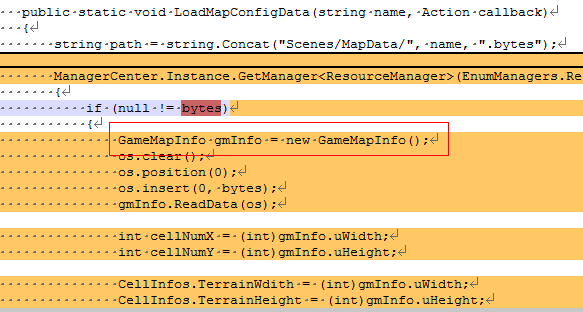 public static void LoadMapConfigData(string name, Action callback)
{
string path = string.Concat("Scenes/MapData/", name, ".bytes");
ManagerCenter.Instance.GetManager<ResourceManager>(EnumManagers.Re
{
if (null != bytes)
{
GameMapInfo gmInfo = new GameMapInfo();
os.clear();
os.position(0);
os.insert(0, bytes);
gmInfo.ReadData(os);
int cellNumX = (int)gmInfo.uWidth;
int cellNumY = (int)gmInfo.uHeight;
CellInfos.TerrainWdith = (int)gmInfo.uWidth;
CellInfos.TerrainHeight = (int)gmInfo.uHeight;